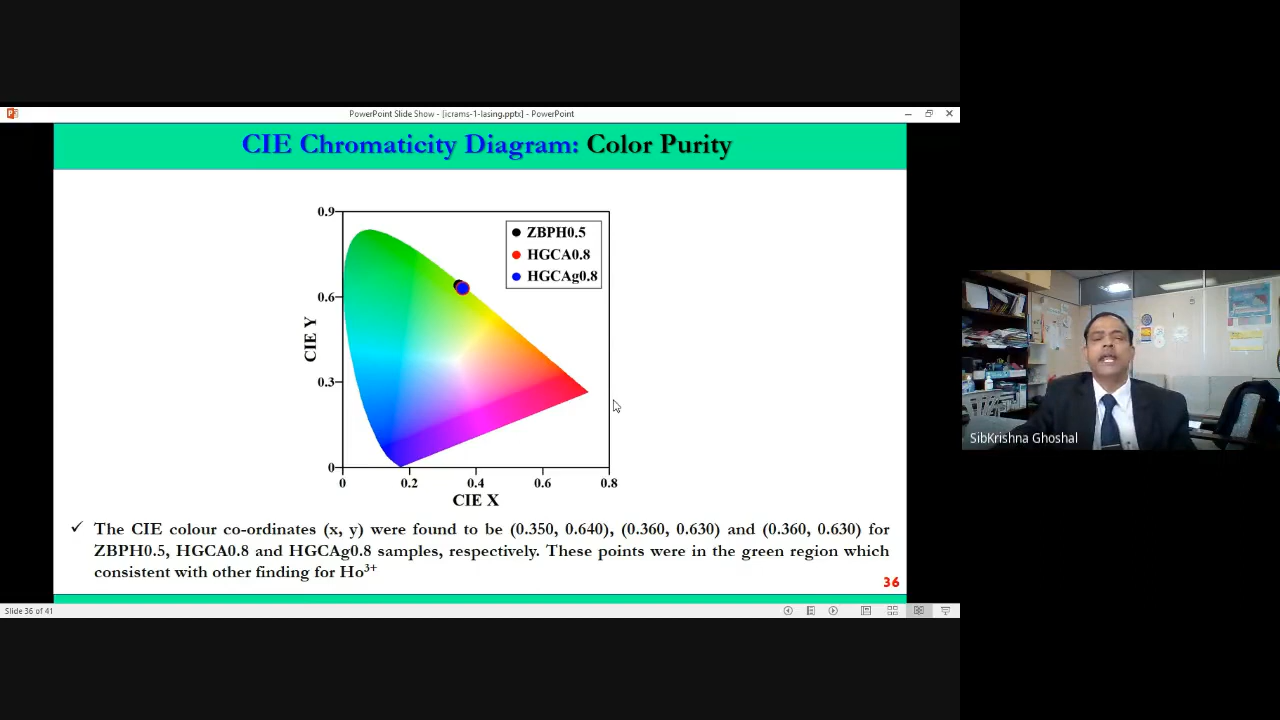 PowerPoint Slide Show - [icrams-1-lasing.pptx] - PowerPoint
CIE Chromaticity Diagram: Color Purity
0.9
0.6
0.3
0
0
0.2
0.4
0.6
0.8
CIE Y
CIE X
ZBPH0.5
HGCA0.8
HGCAg0.8
✓ The CIE colour co-ordinates (x, y) were found to be (0.350, 0.640), (0.360, 0.630) and (0.360, 0.630) for
ZBPH0.5, HGCA0.8 and HGCAg0.8 samples, respectively. These points were in the green region which
consistent with other finding for Ho³⁺
36
Slide 36 of 41
SibKrishna Ghoshal